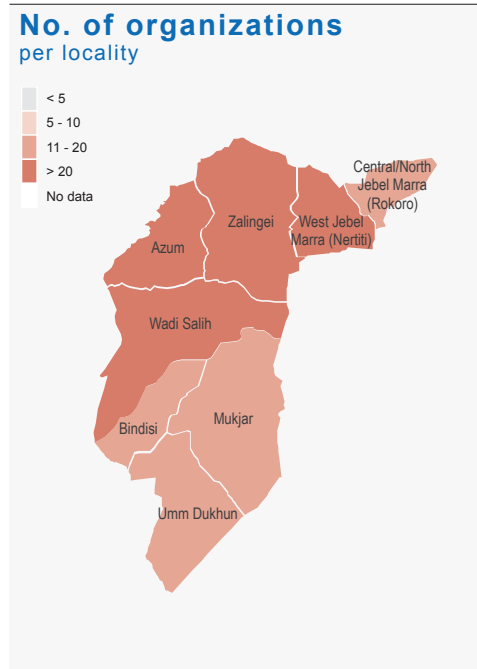 No. of organizations
per locality
< 5
5 - 10
11 - 20
> 20
No data
Central/North
Jebel Marra
(Rokoro)
Zalingei
West Jebel
Marra (Nertiti)
Azum
Wadi Salih
Mukjar
Bindisi
Umm Dukhun